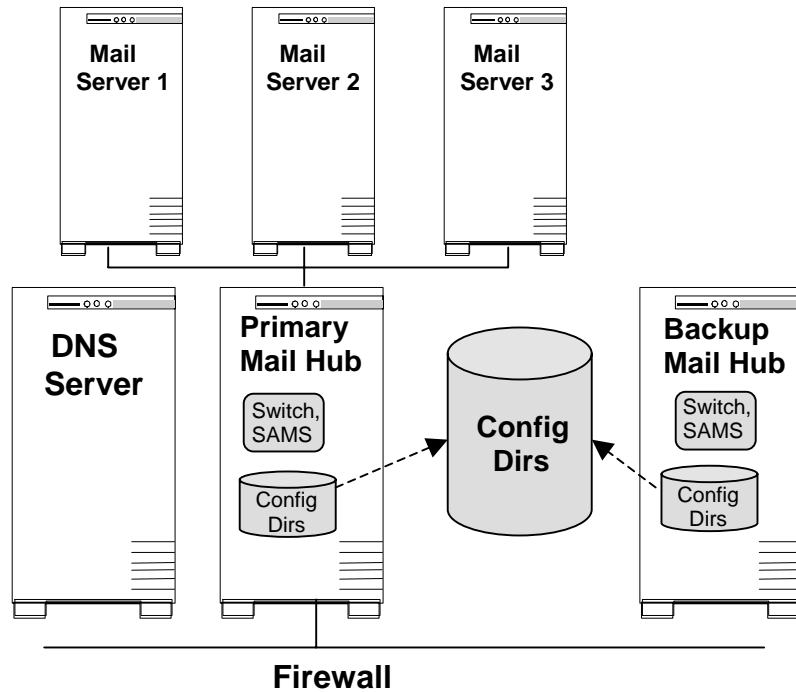 Mail
Server 1
Mail
Server 2
Mail
Server 3
DNS
Server
Primary
Mail Hub
Switch,
SAMS
Config
Dirs
Config
Dirs
Backup
Mail Hub
Switch,
SAMS
Config
Dirs
Firewall